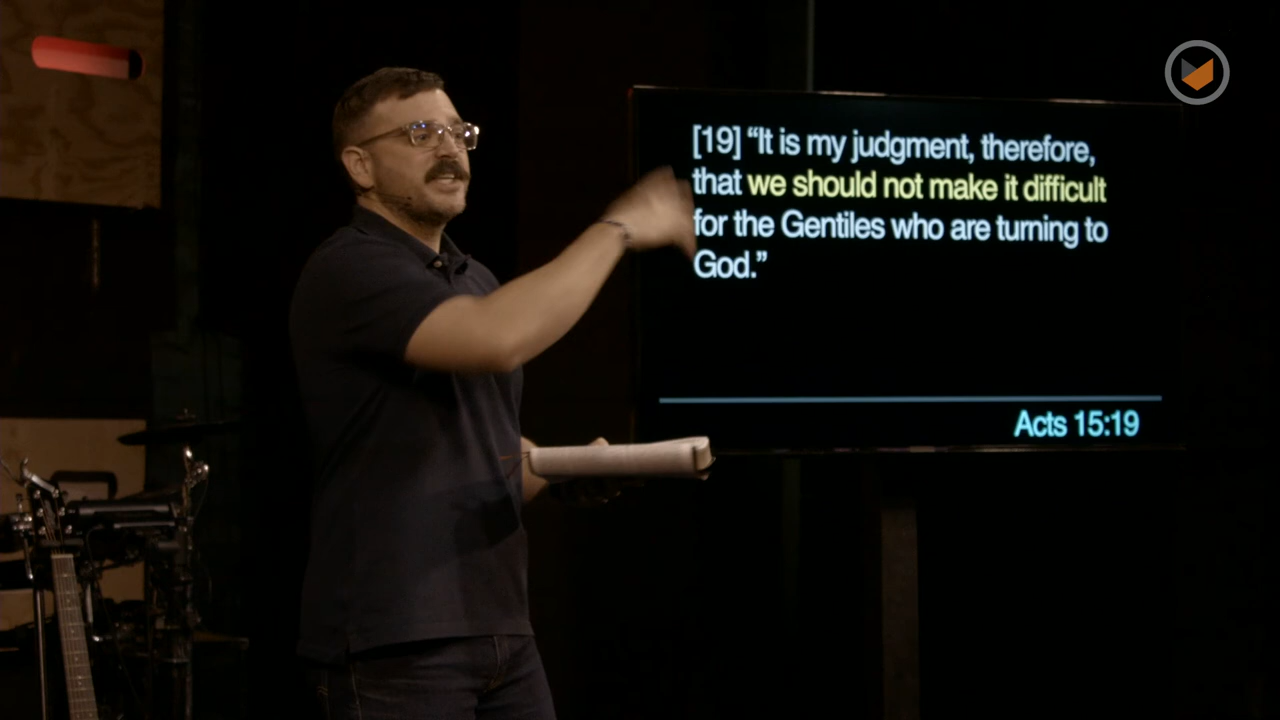 [19] “It is my judgment, therefore,
that we should not make it difficult
for the Gentiles who are turning to
God.”
Acts 15:19